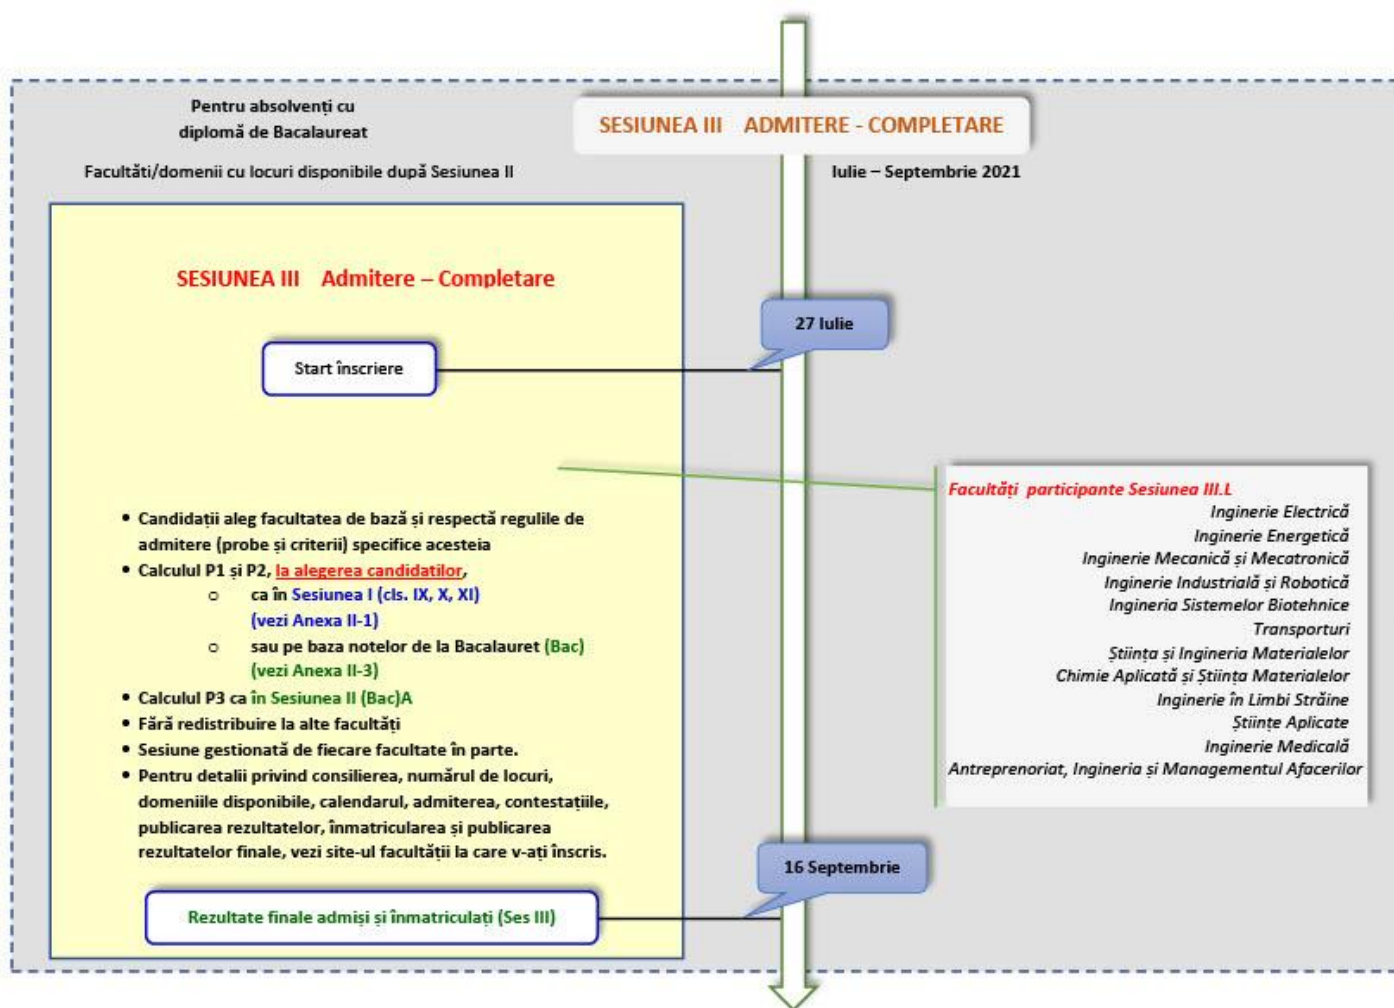 Pentru absolvenți cu
diplomă de Bacalaureat
SESIUNEA III ADMITERE - COMPLETARE
Facultăti/domenii cu locuri disponibile după Sesiunea II
Iulie – Septembrie 2021
SESIUNEA III Admitere – Completare
27 Iulie
Start înscriere
• Candidații aleg facultatea de bază și respectă regulile de
admitere (probe și criterii) specifice acesteia
• Calculul P1 și P2, la alegerea candidatilor,
o ca în Sesiunea I (cls. IX, X, XI)
(vezi Anexa II-1)
o sau pe baza notelor de la Bacalauret (Bac)
(vezi Anexa II-3)
• Calculul P3 ca în Sesiunea II (Bac)A
• Fără redistribuire la alte facultăți
• Sesiune gestionată de fiecare facultate în parte.
• Pentru detalii privind consilierea, numărul de locuri,
domeniile disponibile, calendarul, admiterea, contestațiile,
publicarea rezultatelor, înmatricularea și publicarea
rezultatelor finale, vezi site-ul facultății la care v-ați înscris.
Facultăți participante Sesiunea III.L
Inginerie Electrică
Inginerie Energetică
Inginerie Mecanică și Mecatronică
Inginerie Industrială și Robotică
Ingineria Sistemelor Biotehnice
Transporturi
Știința și Ingineria Materialelor
Chimie Aplicată și Știința Materialelor
Inginerie în Limbi Străine
Științe Aplicate
Inginerie Medicală
Antreprenoriat, Ingineria și Managementul Afacerilor
16 Septembrie
Rezultate finale admiși și înmatriculați (Ses III)